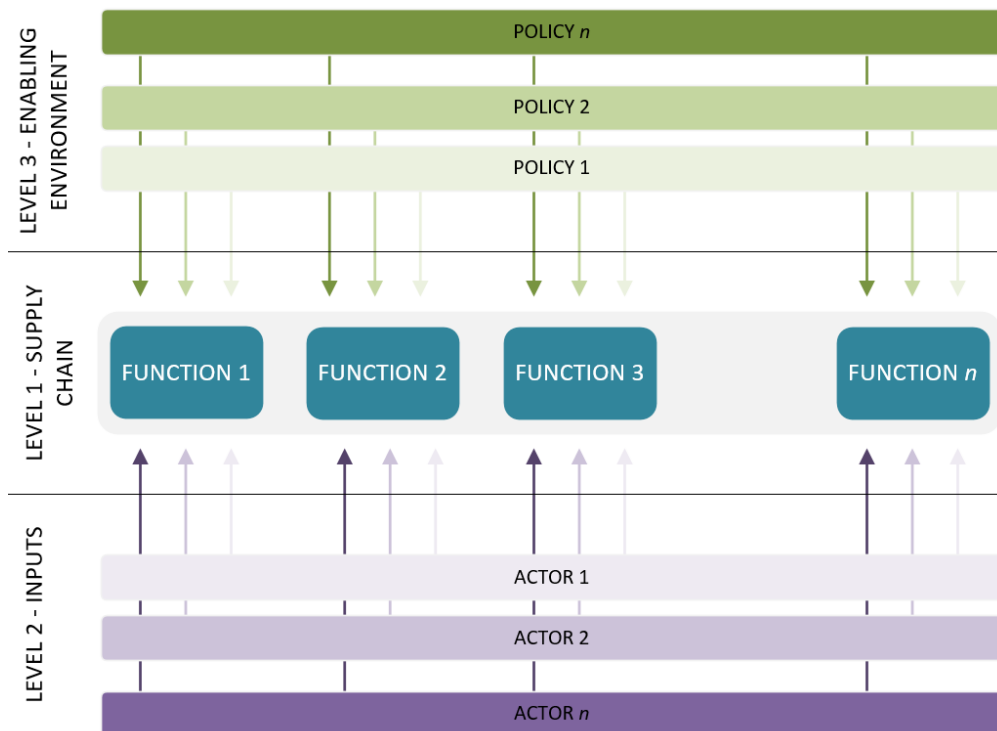 LEVEL 3 - ENABLING
ENVIRONMENT
POLICY n
POLICY 2
POLICY 1
LEVEL 1 - SUPPLY
CHAIN
FUNCTION 1
FUNCTION 2
FUNCTION 3
FUNCTION n
LEVEL 2 - INPUTS
ACTOR 1
ACTOR 2
ACTOR n